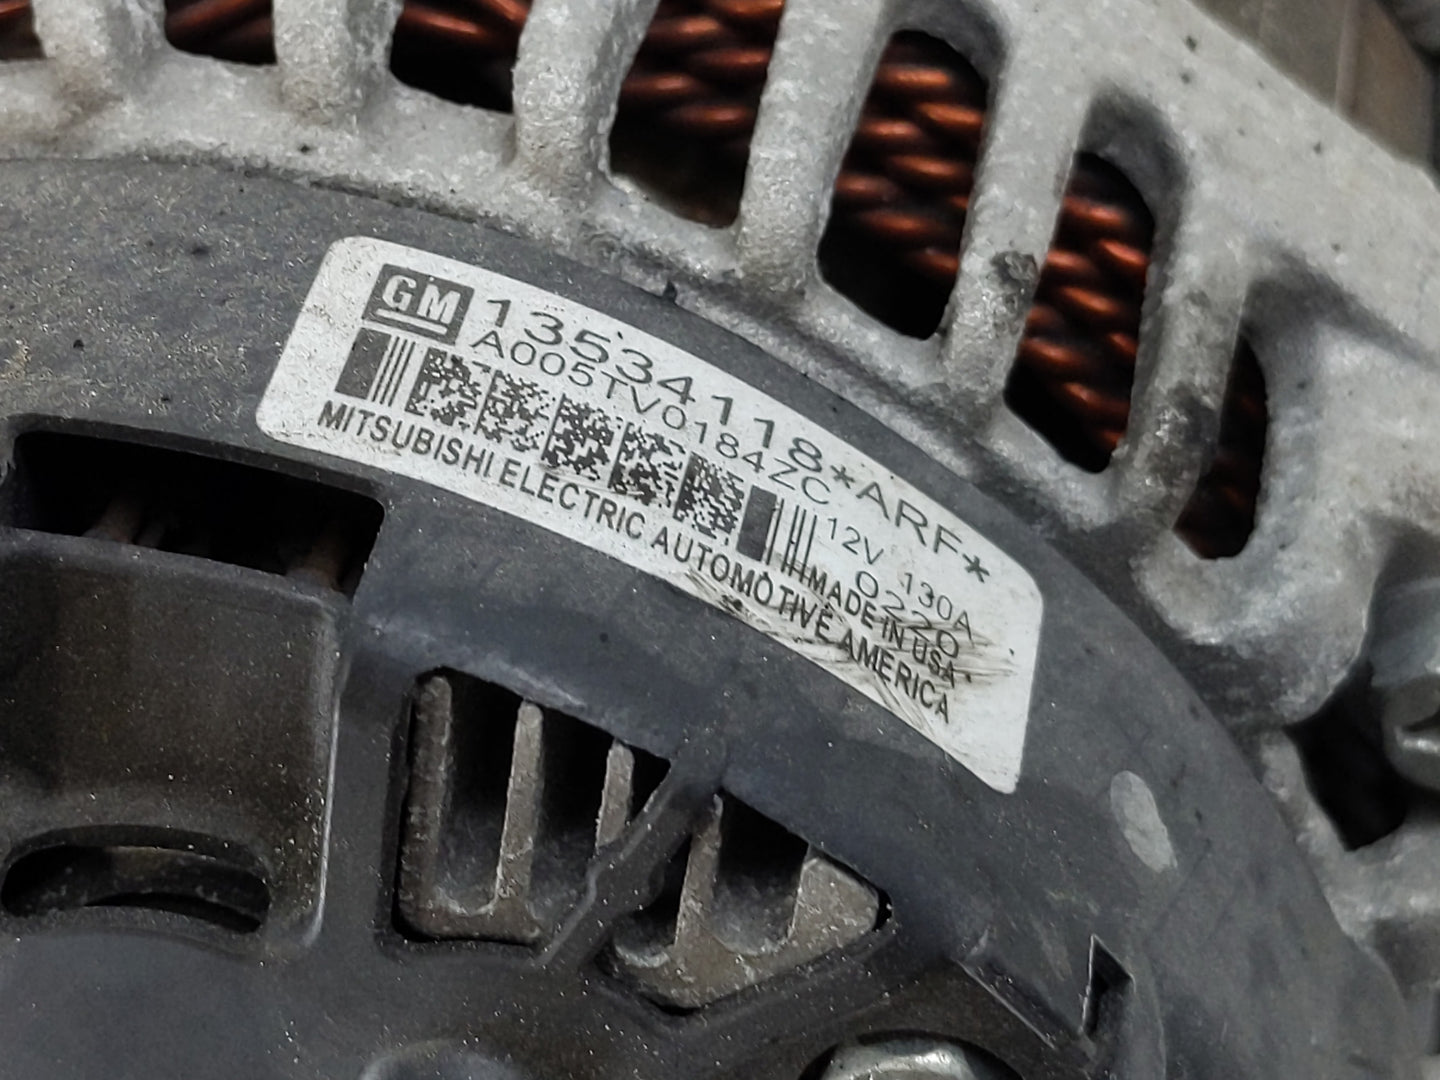 GM 13534118*ARF*
A005TV0184ZC 12V 130A
0220
MADE IN USA
MITSUBISHI ELECTRIC AUTOMOTIVE AMERICA